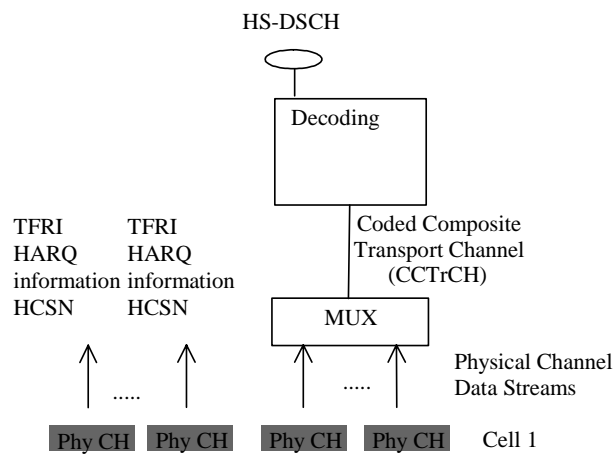 HS-DSCH
Decoding
TFRI
HARQ
information
HCSN
TFRI
HARQ
information
HCSN
Coded Composite
Transport Channel
(CCTrCH)
MUX
Physical Channel
Data Streams
.....
.....
Phy CH
Phy CH
Phy CH
Phy CH
Cell 1